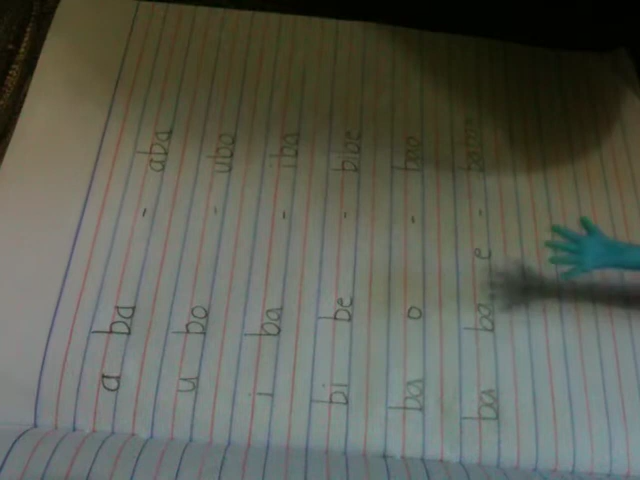 a ba - aba
u bo - ubo
i ba - iba
bi be - bibe
ba o - bao
ba ba e -